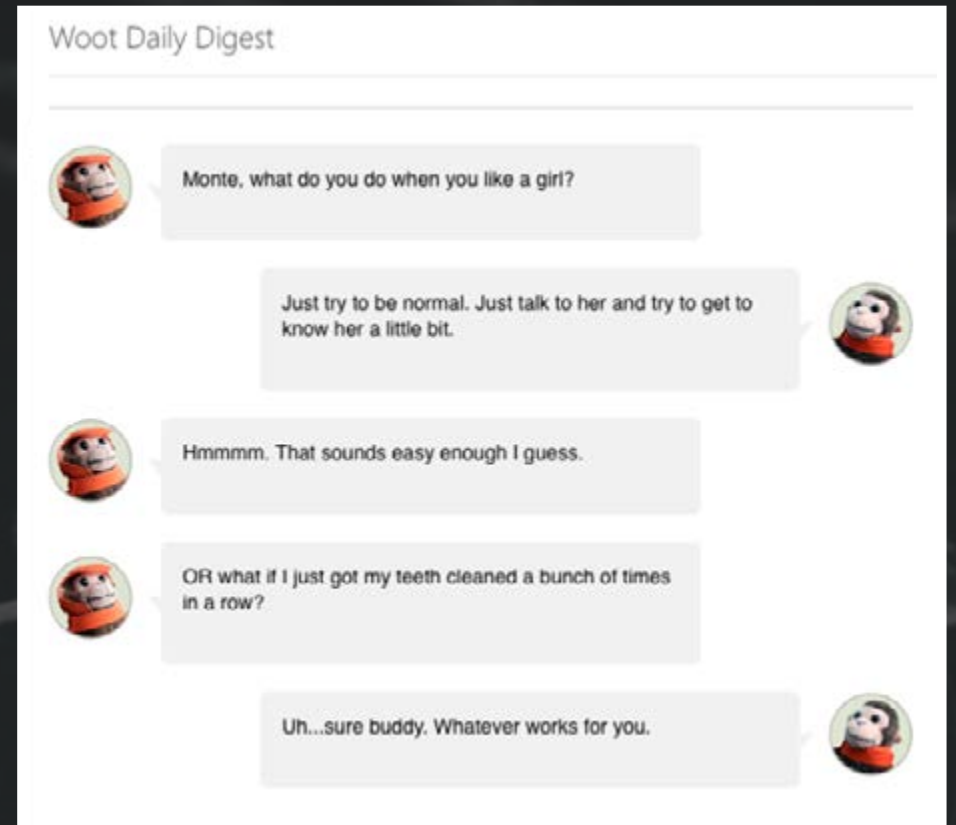 Woot Daily Digest
Monte, what do you do when you like a girl?
Just try to be normal. Just talk to her and try to get to
know her a little bit.
Hmmmm. That sounds easy enough I guess.
OR what if I just got my teeth cleaned a bunch of times
in a row?
Uh...sure buddy. Whatever works for you.